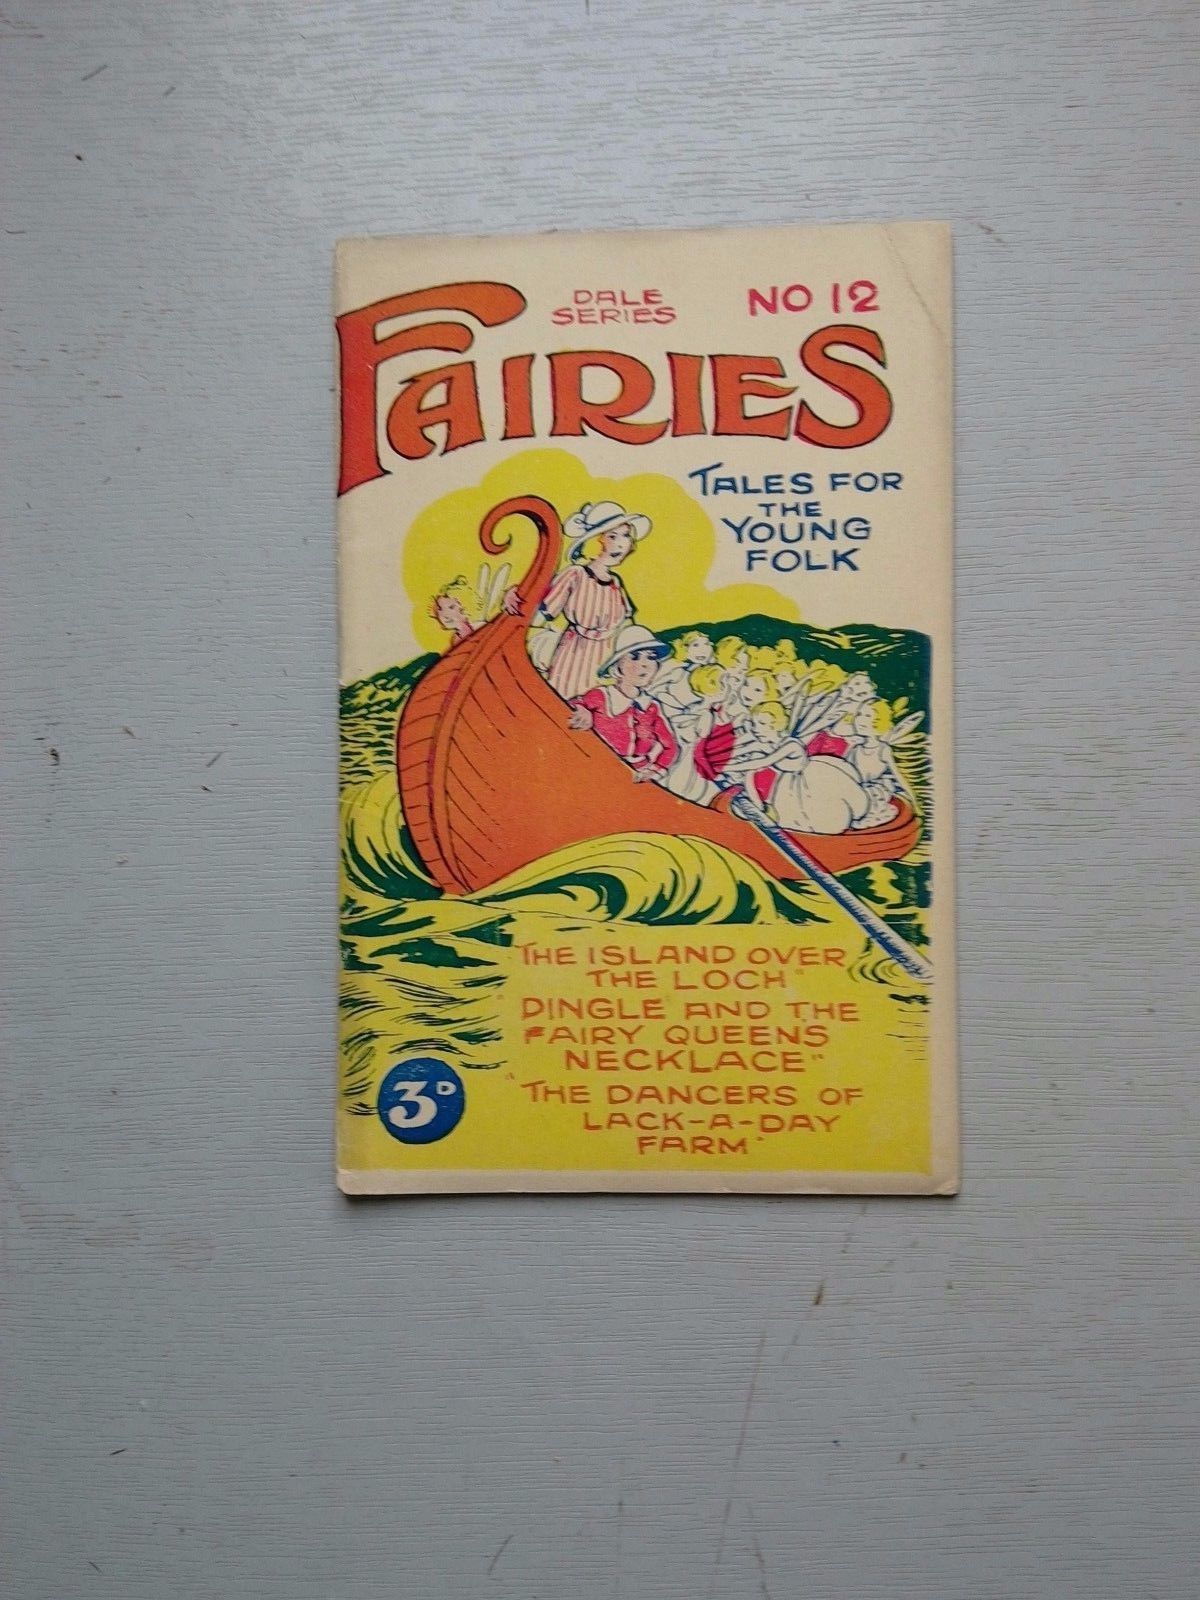 DALE
SERIES
NO 12
FAIRIES
TALES FOR
THE
YOUNG
FOLK
THE ISLAND OVER
THE LOCH"
"DINGLE AND THE
FAIRY QUEENS
NECKLACE"
"THE DANCERS OF
LACK-A-DAY
FARM"
3D